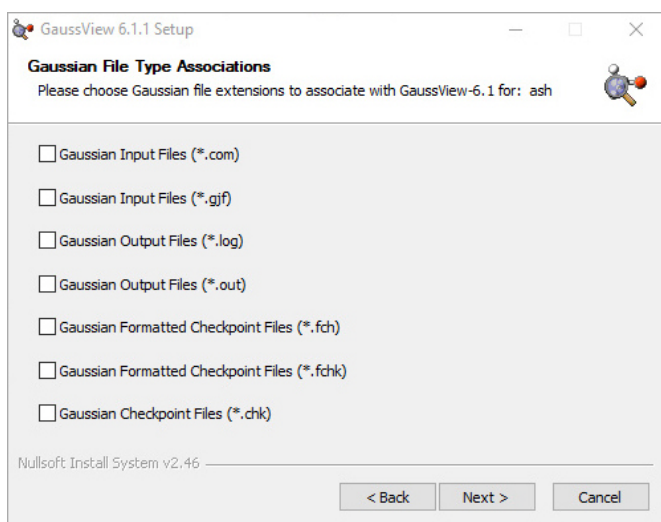 GaussView 6.1.1 Setup
Gaussian File Type Associations
Please choose Gaussian file extensions to associate with GaussView-6.1 for: ash
Gaussian Input Files (*.com)
Gaussian Input Files (*.gjf)
Gaussian Output Files (*.log)
Gaussian Output Files (*.out)
Gaussian Formatted Checkpoint Files (*.fch)
Gaussian Formatted Checkpoint Files (*.fchk)
Gaussian Checkpoint Files (*.chk)
Nullsoft Install System v2.46
< Back Next > Cancel